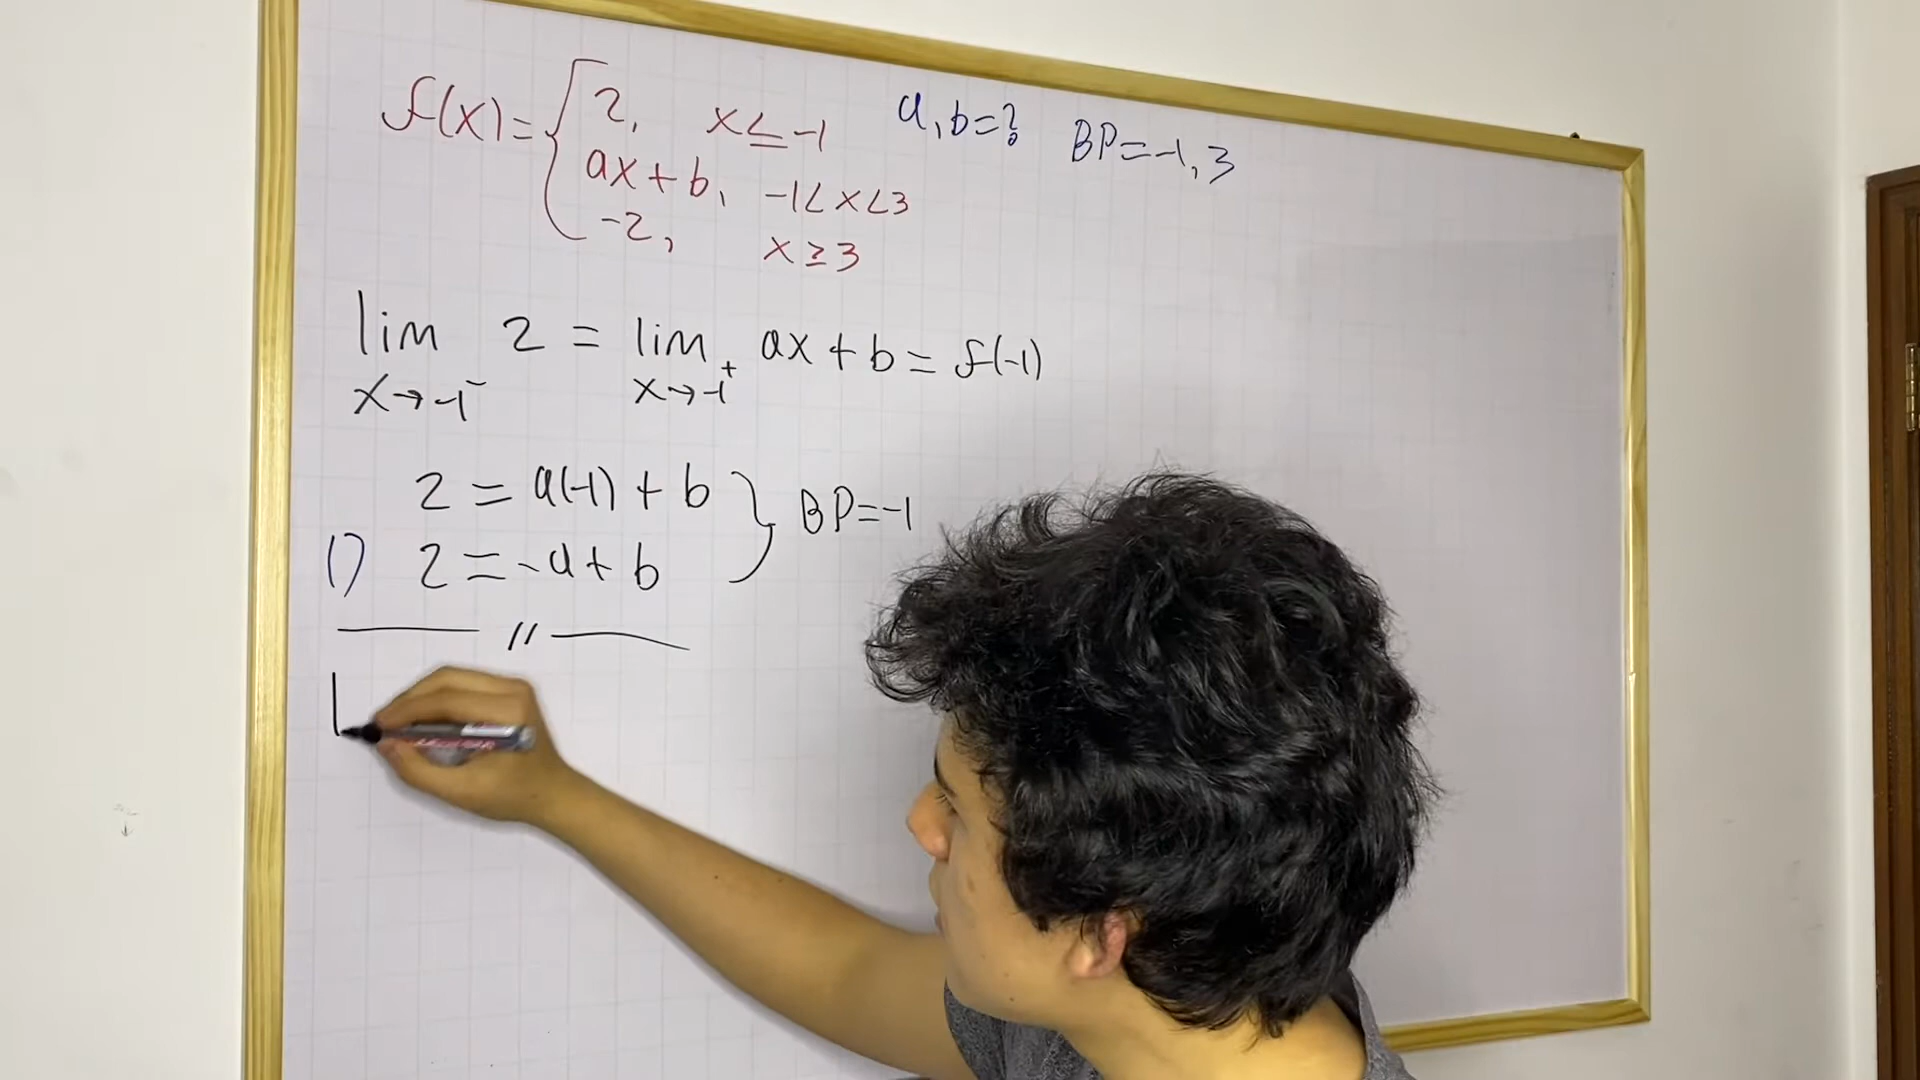 f(x) = { 2, x ≤ -1
ax + b, -1 < x < 3
-2, x ≥ 3
a, b = ?
BP = -1, 3
lim 2 = lim ax + b = f(-1)
x→-1⁻ x→-1⁺
2 = a(-1) + b } BP = -1
1) 2 = -a + b
— // —